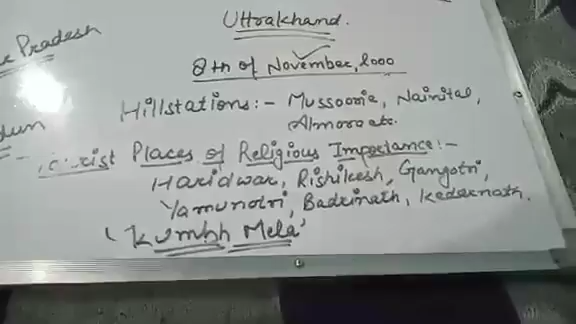 Uttrakhand.
Pradesh
8th of November, 2000
Hillstations:- Mussoorie, Nainital,
Almora etc.
Places of Religious Importance:-
Haridwar, Rishikesh, Gangotri,
Yamunotri, Badrinath, Kedarnath.
'Kumbh Mela'